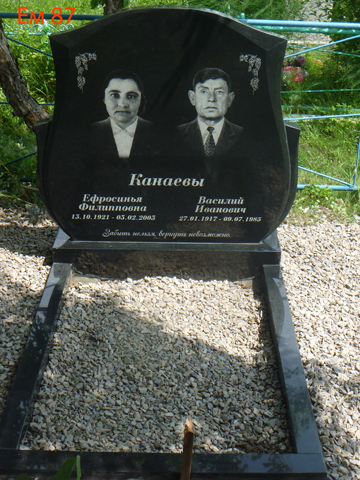 Ем 87
Канаевы
Ефросинья
Филипповна
13.10.1921 - 03.02.2003
Василий
Иванович
27.01.1917 - 09.07.1985
Забыть нельзя, вернуть невозможно.